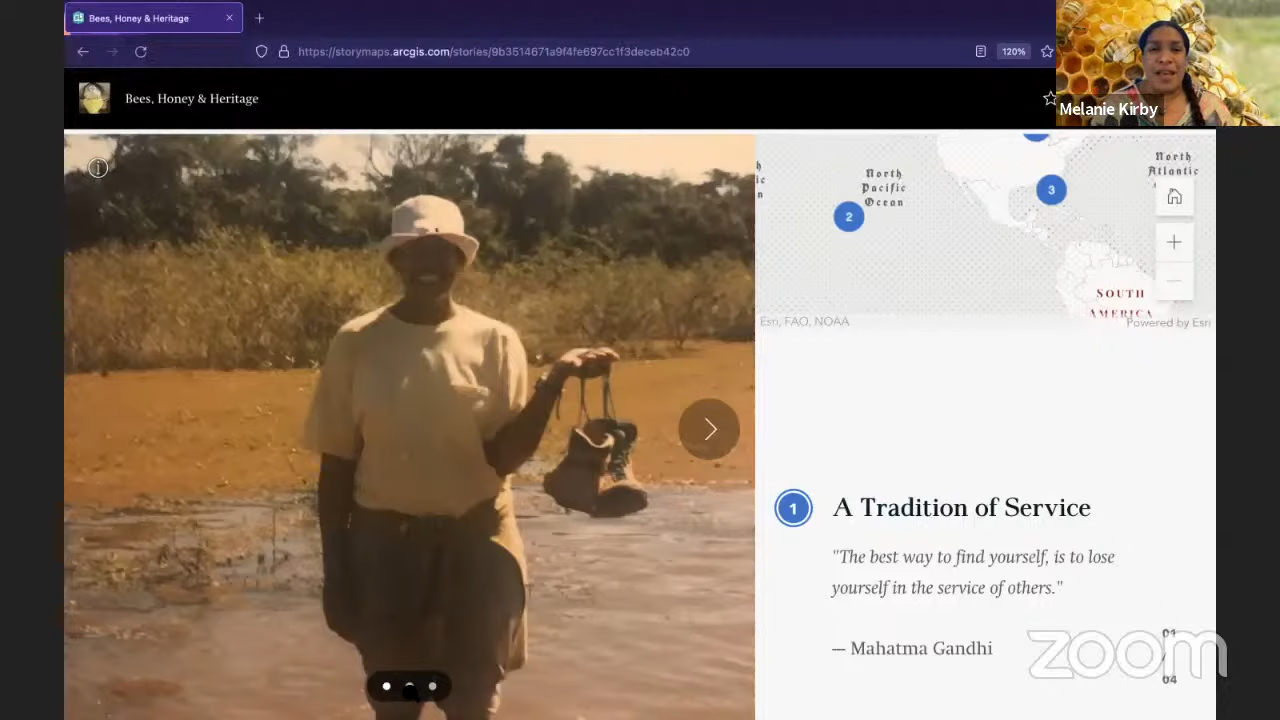 Bees, Honey & Heritage
https://storymaps.arcgis.com/stories/9b3514671a9f4fe697cc1f3deceb42c0
120%
Bees, Honey & Heritage
Melanie Kirby
North
Pacific
Ocean
North
Atlantic
2
3
SOUTH
AMERICA
Esri, FAO, NOAA
Powered by Esri
1
A Tradition of Service
"The best way to find yourself, is to lose
yourself in the service of others."
— Mahatma Gandhi
01
/
04
zoom